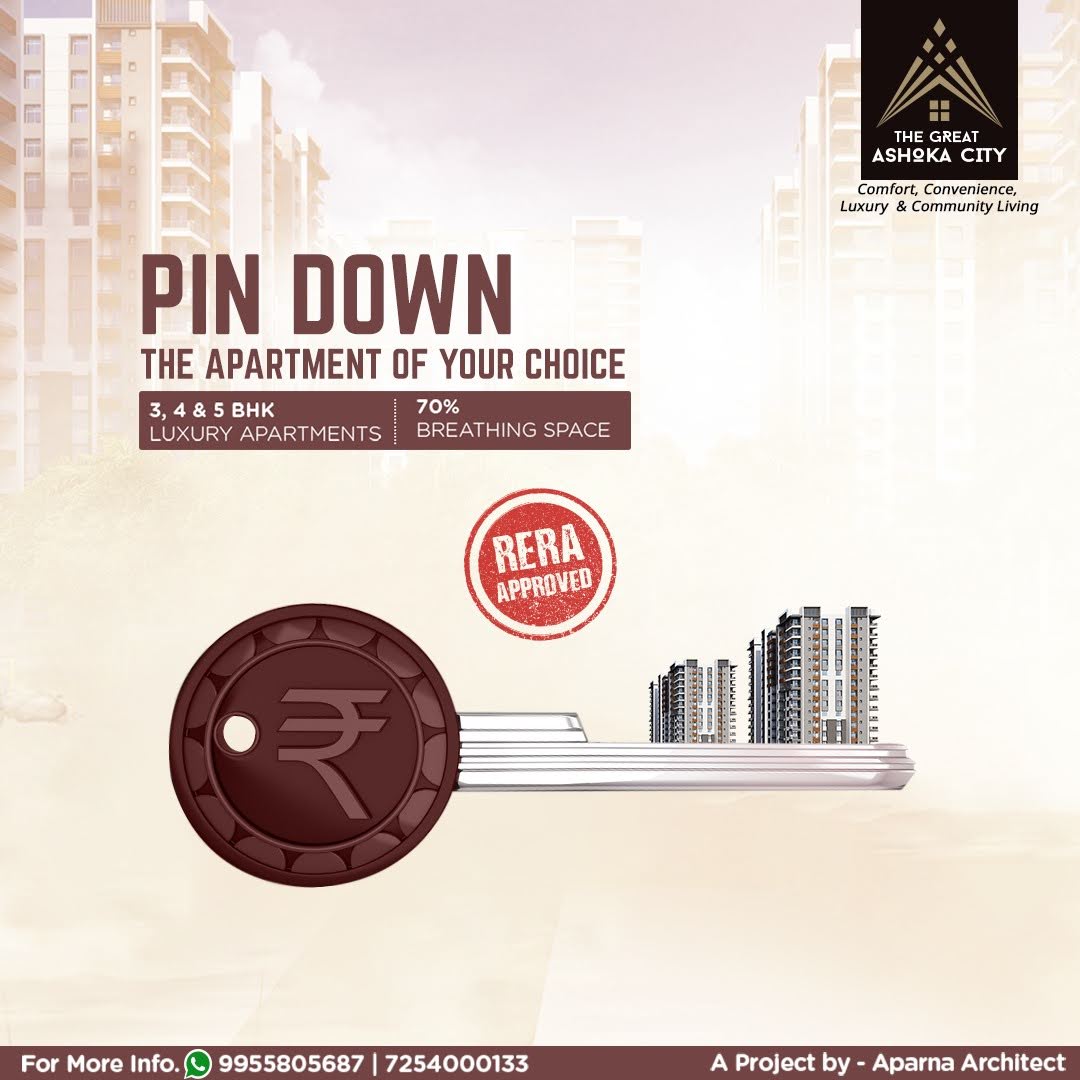 THE GREAT
ASHOKA CITY
Comfort, Convenience,
Luxury & Community Living
PIN DOWN
THE APARTMENT OF YOUR CHOICE
3, 4 & 5 BHK
LUXURY APARTMENTS
70%
BREATHING SPACE
RERA
APPROVED
₹
For More Info. 9955805687 | 7254000133
A Project by - Aparna Architect